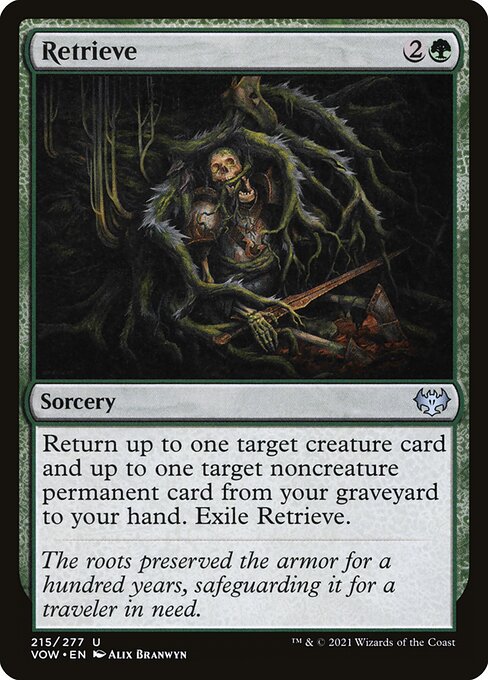 Retrieve 2
Sorcery
Return up to one target creature card
and up to one target noncreature
permanent card from your graveyard
to your hand. Exile Retrieve.
The roots preserved the armor for a
hundred years, safeguarding it for a
traveler in need.
215/277 U
VOW • EN Alix Branwyn
™ & © 2021 Wizards of the Coast